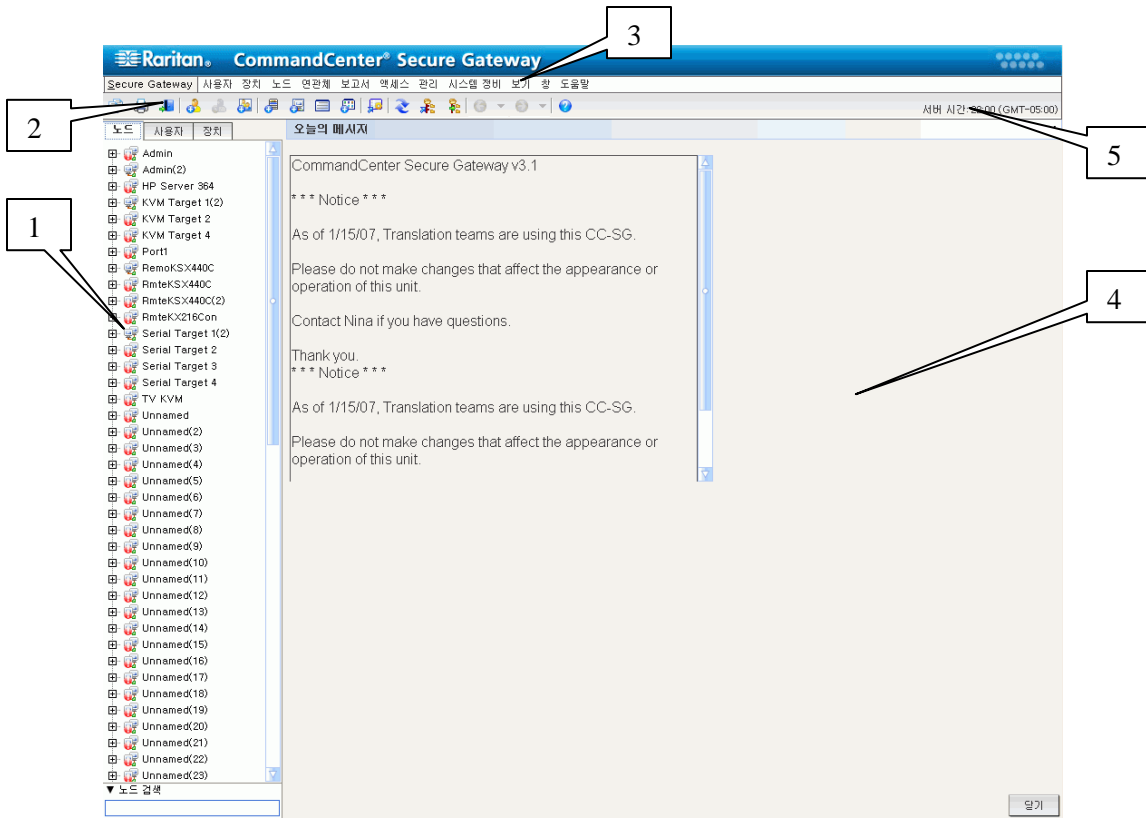 3
Raritan® CommandCenter® Secure Gateway
Secure Gateway 사용자 장치 노드 연관체 보고서 액세스 관리 시스템 정비 보기 창 도움말
2
서버 시간: (GMT-05:00)
노드 사용자 장치
오늘의 메시지
5
Admin
Admin(2)
HP Server 364
KVM Target 1(2)
KVM Target 2
KVM Target 4
Port1
RemoKSX440C
RmteKSX440C
RmteKSX440C(2)
RmteKX216Con
Serial Target 1(2)
Serial Target 2
Serial Target 3
Serial Target 4
TV KVM
Unnamed
Unnamed(2)
Unnamed(3)
Unnamed(4)
Unnamed(5)
Unnamed(6)
Unnamed(7)
Unnamed(8)
Unnamed(9)
Unnamed(10)
Unnamed(11)
Unnamed(12)
Unnamed(13)
Unnamed(14)
Unnamed(15)
Unnamed(16)
Unnamed(17)
Unnamed(18)
Unnamed(19)
Unnamed(20)
Unnamed(21)
Unnamed(22)
Unnamed(23)
▼ 노드 검색
1
CommandCenter Secure Gateway v3.1
* * * Notice * * *
As of 1/15/07, Translation teams are using this CC-SG.
Please do not make changes that affect the appearance or
operation of this unit.
Contact Nina if you have questions.
Thank you.
* * * Notice * * *
As of 1/15/07, Translation teams are using this CC-SG.
Please do not make changes that affect the appearance or
operation of this unit.
4
닫기